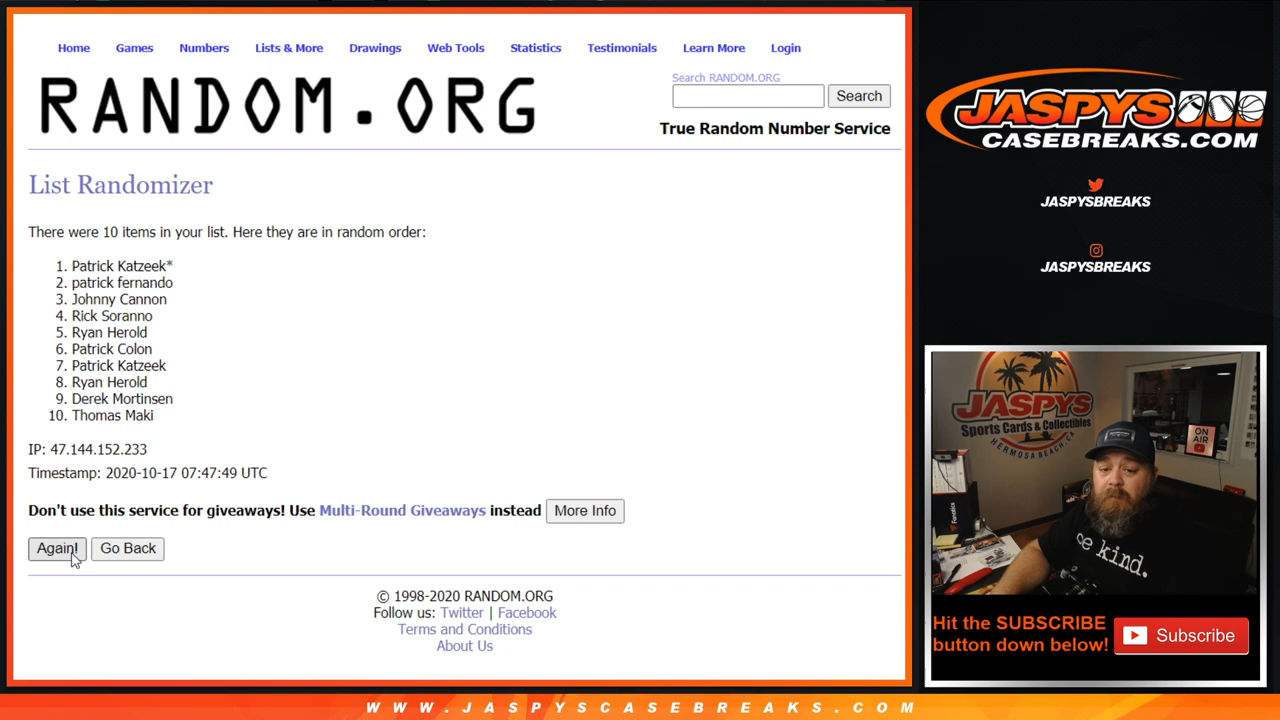 Home Games Numbers Lists & More Drawings Web Tools Statistics Testimonials Learn More Login
RANDOM.ORG
Search RANDOM.ORG
Search
True Random Number Service
List Randomizer
There were 10 items in your list. Here they are in random order:
1. Patrick Katzeek*
2. patrick fernando
3. Johnny Cannon
4. Rick Soranno
5. Ryan Herold
6. Patrick Colon
7. Patrick Katzeek
8. Ryan Herold
9. Derek Mortinsen
10. Thomas Maki
IP: 47.144.152.233
Timestamp: 2020-10-17 07:47:49 UTC
Don't use this service for giveaways! Use Multi-Round Giveaways instead More Info
Again! Go Back
© 1998-2020 RANDOM.ORG
Follow us: Twitter | Facebook
Terms and Conditions
About Us
JASPYS
CASEBREAKS.COM
JASPYSBREAKS
JASPYSBREAKS
JASPYS
Sports Cards & Collectibles
HERMOSA BEACH, CA
ON
AIR
Fanatics
be kind.
Hit the SUBSCRIBE
button down below!
Subscribe
WWW.JASPYSCASEBREAKS.COM